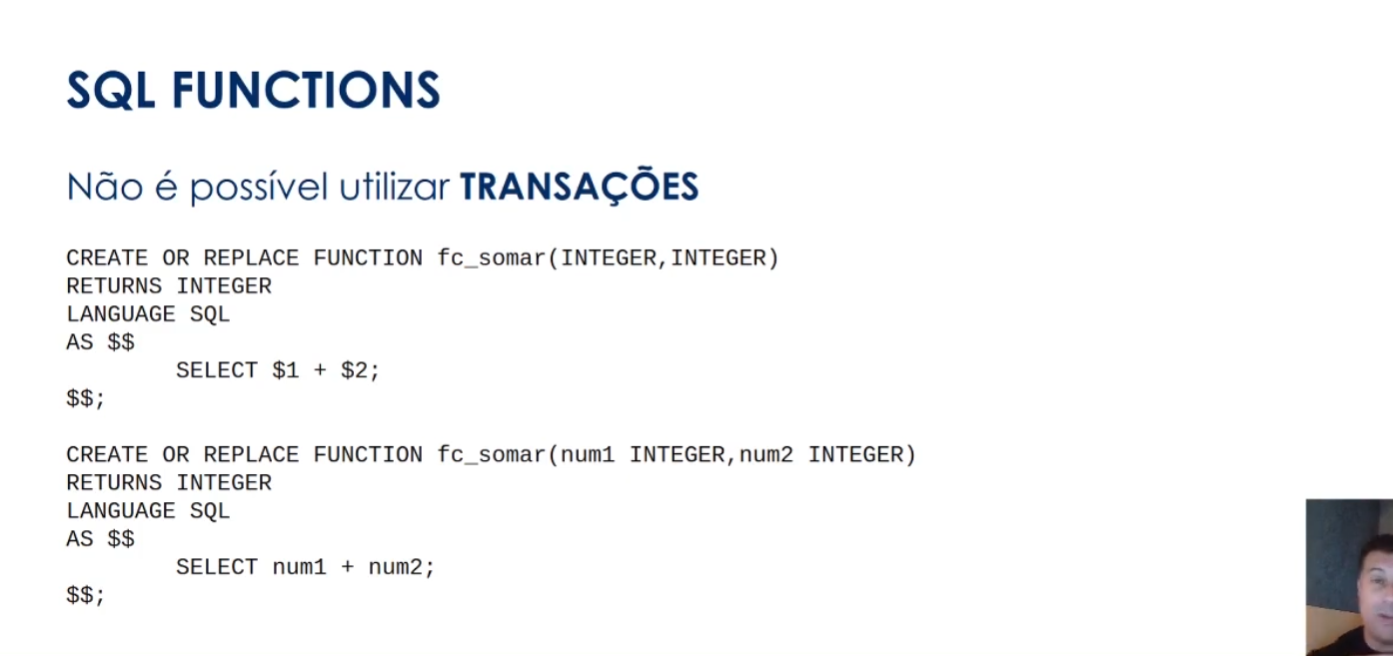 SQL FUNCTIONS
Não é possível utilizar TRANSAÇÕES
CREATE OR REPLACE FUNCTION fc_somar(INTEGER,INTEGER)
RETURNS INTEGER
LANGUAGE SQL
AS $$
SELECT $1 + $2;
$$;
CREATE OR REPLACE FUNCTION fc_somar(num1 INTEGER,num2 INTEGER)
RETURNS INTEGER
LANGUAGE SQL
AS $$
SELECT num1 + num2;
$$;